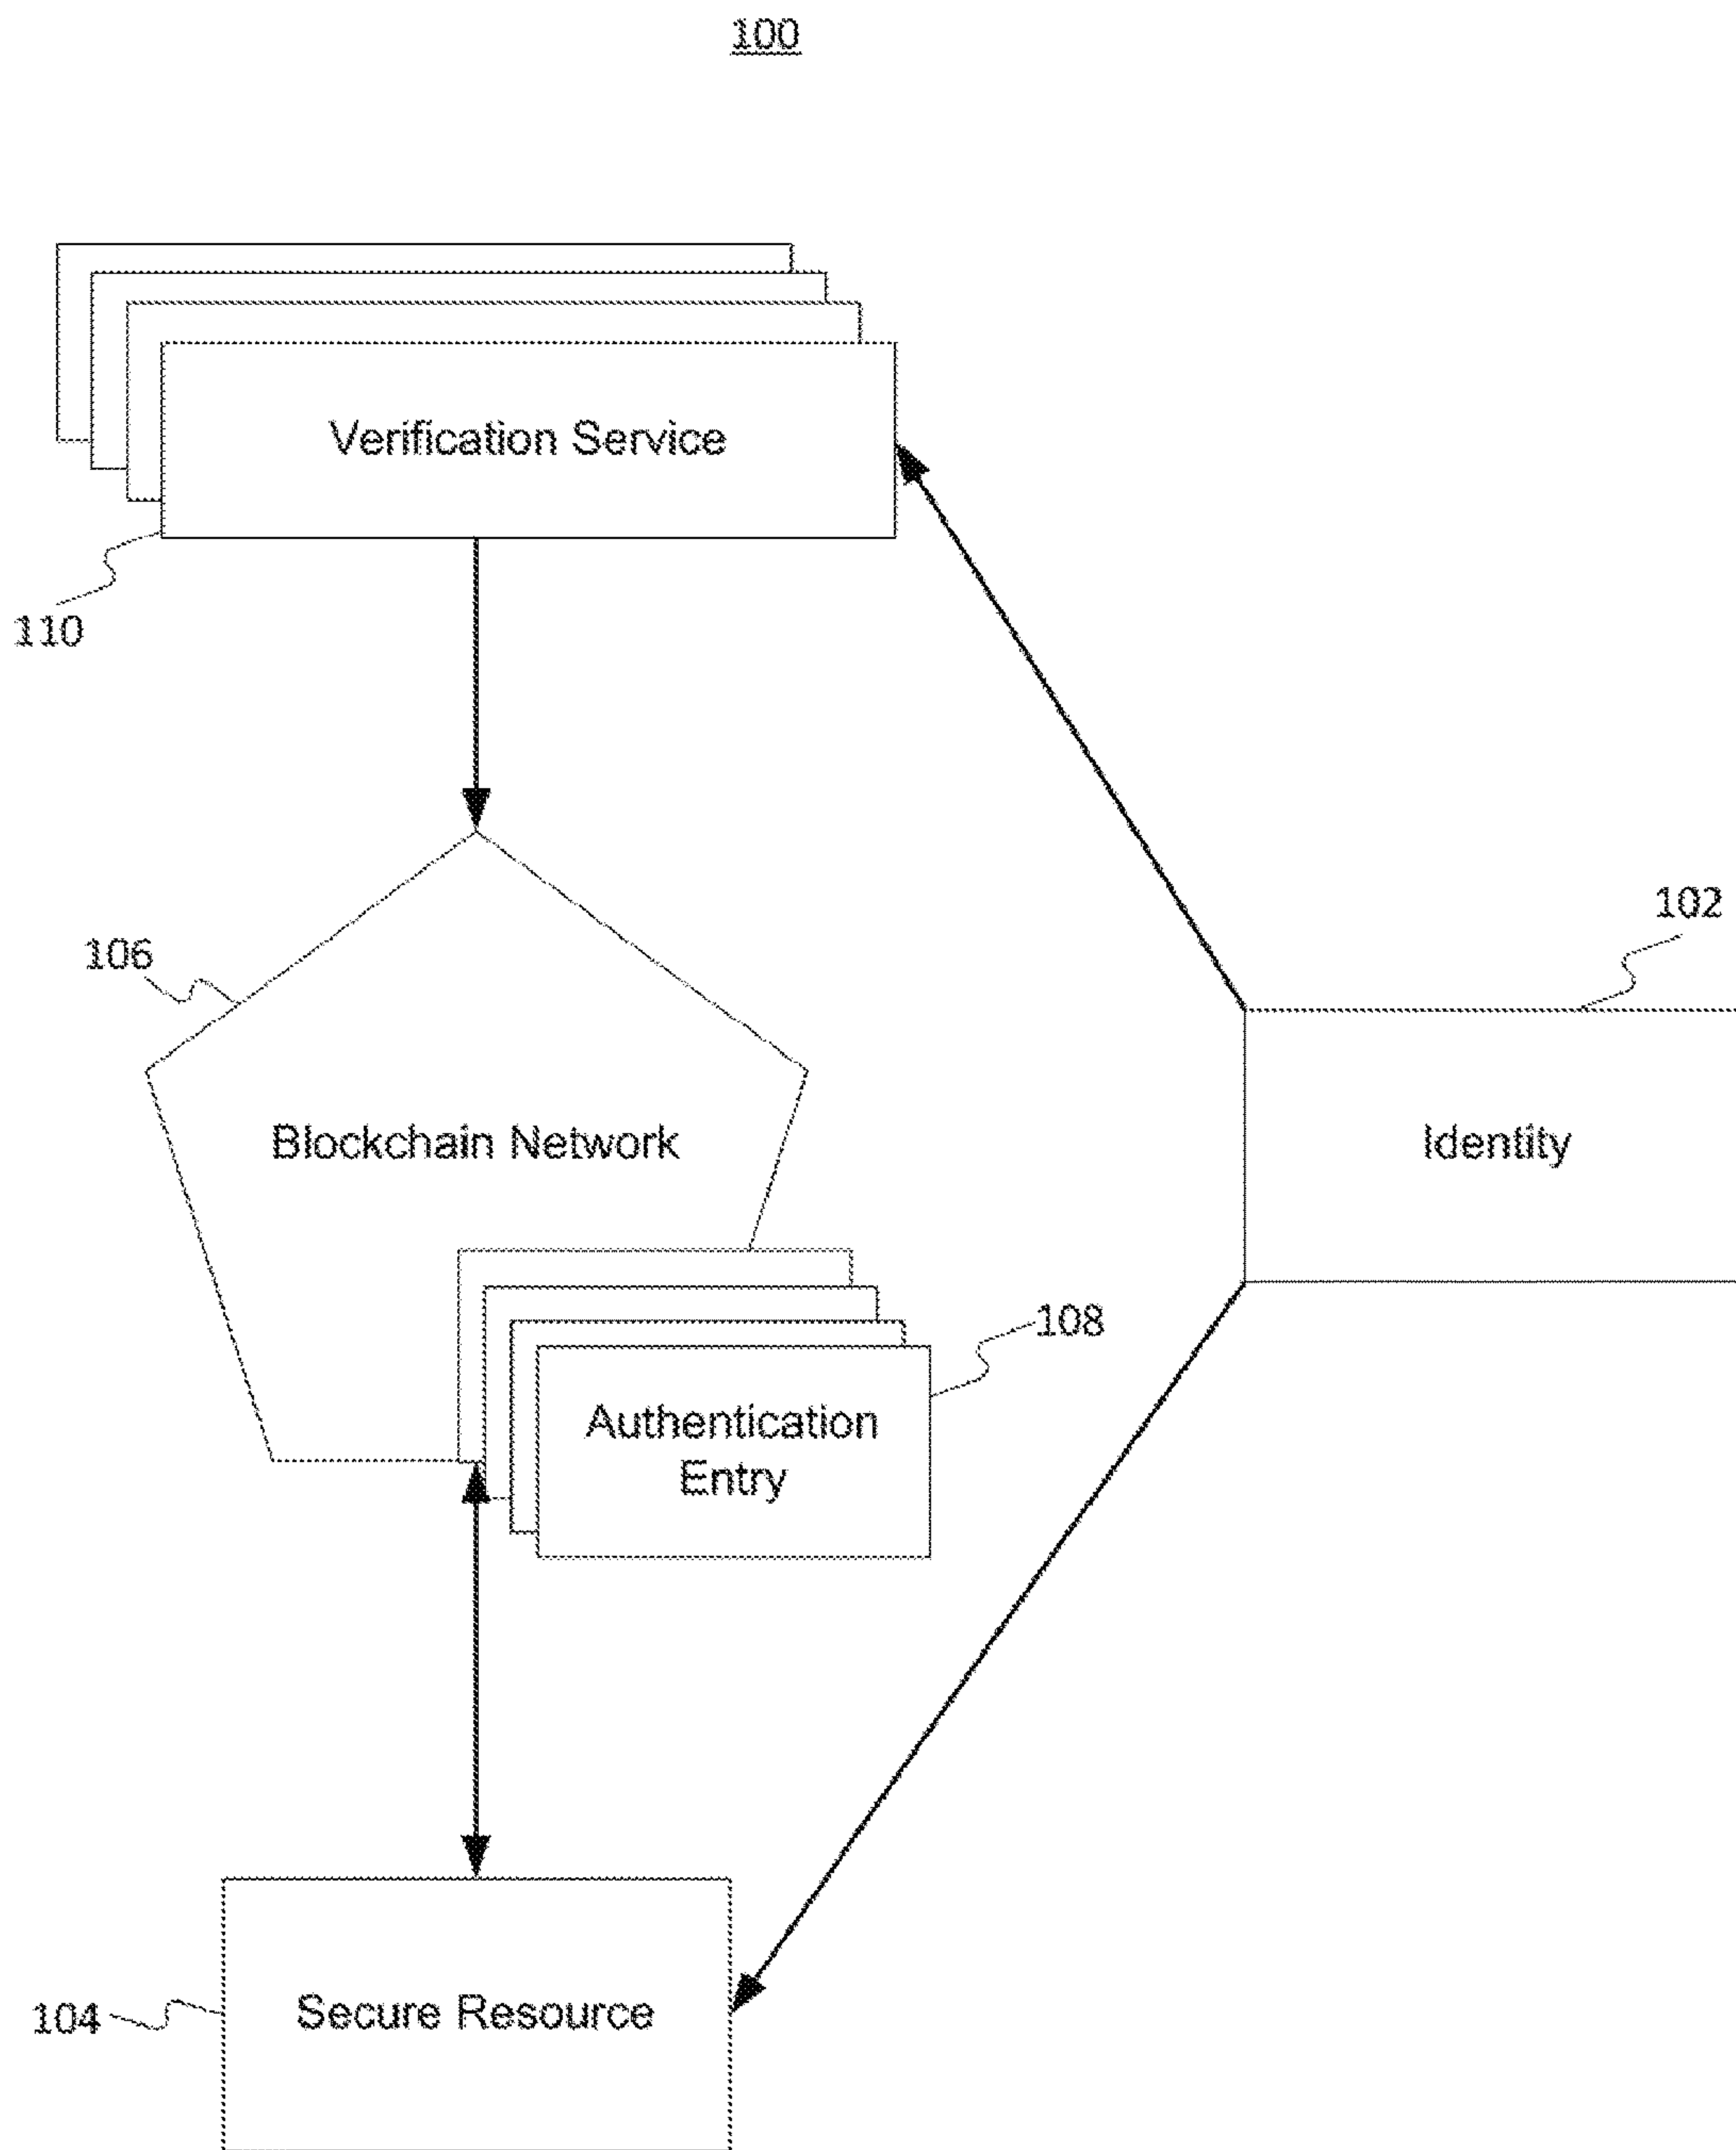 100
Verification Service
110
102
106
Blockchain Network
Identity
108
Authentication
Entry
104
Secure Resource